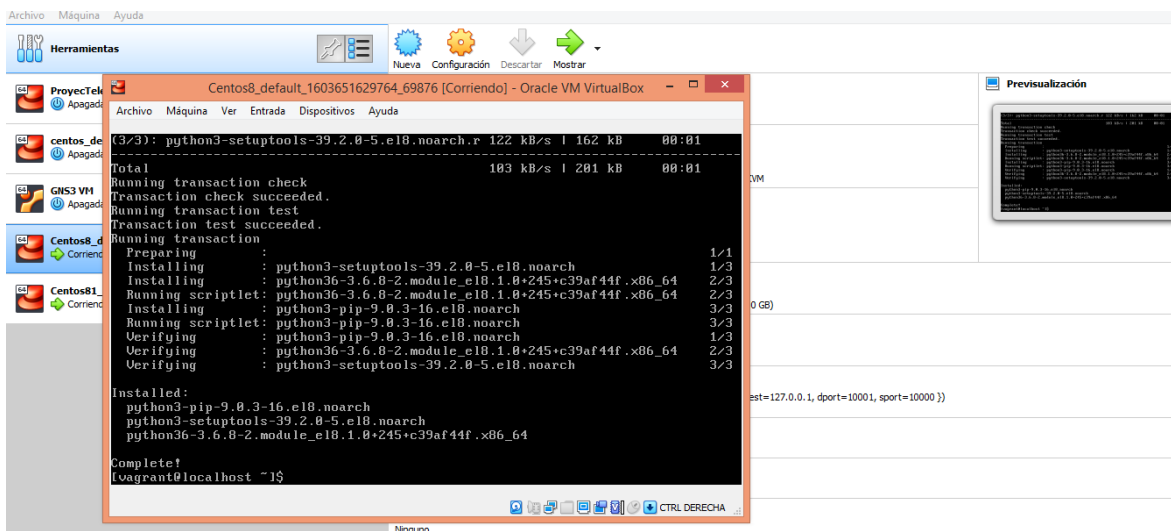 Archivo Máquina Ayuda
Herramientas
Nueva Configuración Descartar Mostrar
64 ProyecTele
Apagada
64 centos_de
Apagada
64 GNS3 VM
Apagada
64 Centos8_d
Corriend
64 Centos81_
Corriend
Previsualización
Centos8_default_1603651629764_69876 [Corriendo] - Oracle VM VirtualBox
Archivo Máquina Ver Entrada Dispositivos Ayuda
(3/3): python3-setuptools-39.2.0-5.el8.noarch.r 122 kB/s | 162 kB 00:01
--------------------------------------------------------------------------------
Total 103 kB/s | 201 kB 00:01
Running transaction check
Transaction check succeeded.
Running transaction test
Transaction test succeeded.
Running transaction
Preparing : 1/1
Installing : python3-setuptools-39.2.0-5.el8.noarch 1/3
Installing : python36-3.6.8-2.module_el8.1.0+245+c39af44f.x86_64 2/3
Running scriptlet: python36-3.6.8-2.module_el8.1.0+245+c39af44f.x86_64 2/3
Installing : python3-pip-9.0.3-16.el8.noarch 3/3
Running scriptlet: python3-pip-9.0.3-16.el8.noarch 3/3
Verifying : python3-pip-9.0.3-16.el8.noarch 1/3
Verifying : python36-3.6.8-2.module_el8.1.0+245+c39af44f.x86_64 2/3
Verifying : python3-setuptools-39.2.0-5.el8.noarch 3/3
Installed:
python3-pip-9.0.3-16.el8.noarch
python3-setuptools-39.2.0-5.el8.noarch
python36-3.6.8-2.module_el8.1.0+245+c39af44f.x86_64
Complete!
[vagrant@localhost ~]$
CTRL DERECHA
KVM
0 GB)
est=127.0.0.1, dport=10001, sport=10000 })
Ninguno